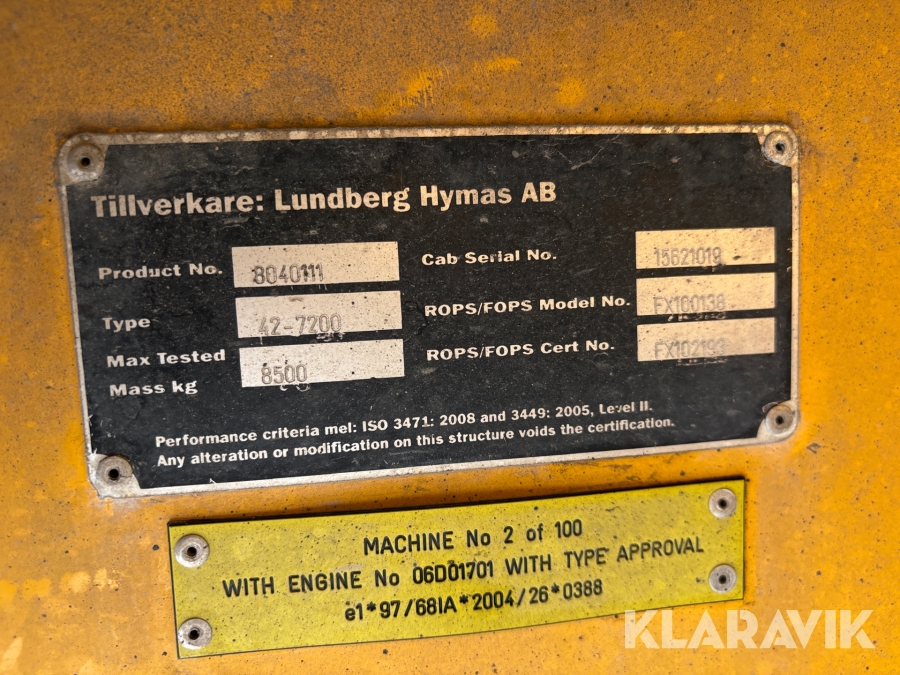 Tillverkare: Lundberg Hymas AB
Product No. 8040111
Type 42-7200
Max Tested
Mass kg 8500
Cab Serial No. 15621019
ROPS/FOPS Model No. FX100138
ROPS/FOPS Cert No. FX102193
Performance criteria mel: ISO 3471: 2008 and 3449: 2005, Level II.
Any alteration or modification on this structure voids the certification.
MACHINE No 2 of 100
WITH ENGINE No 06D01701 WITH TYPE APPROVAL
e1*97/68IA*2004/26*0388
KLARAVIK